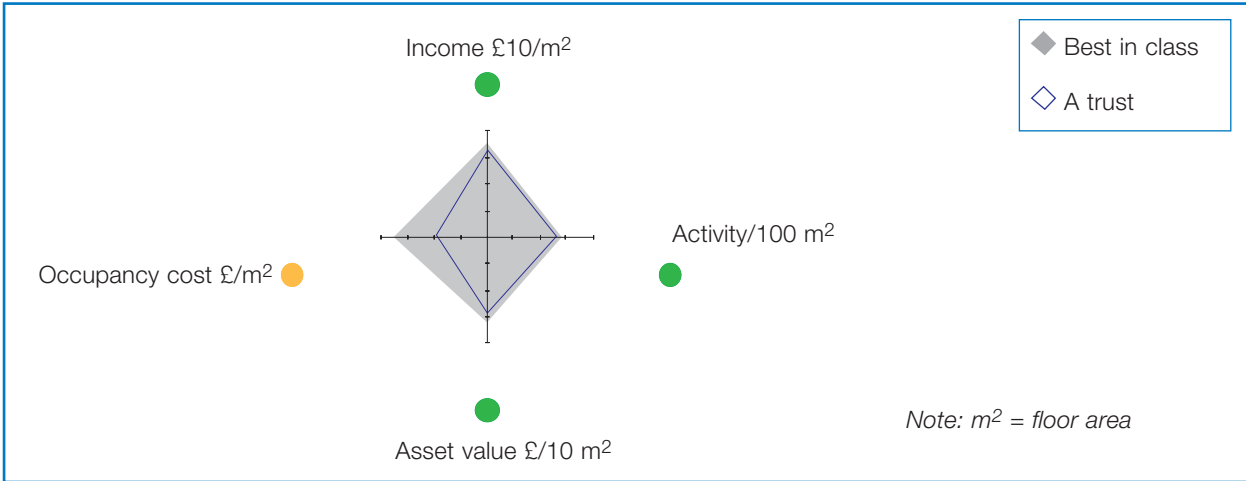 Income £10/m²
Best in class
A trust
Activity/100 m²
Occupancy cost £/m²
Asset value £/10 m²
Note: m² = floor area